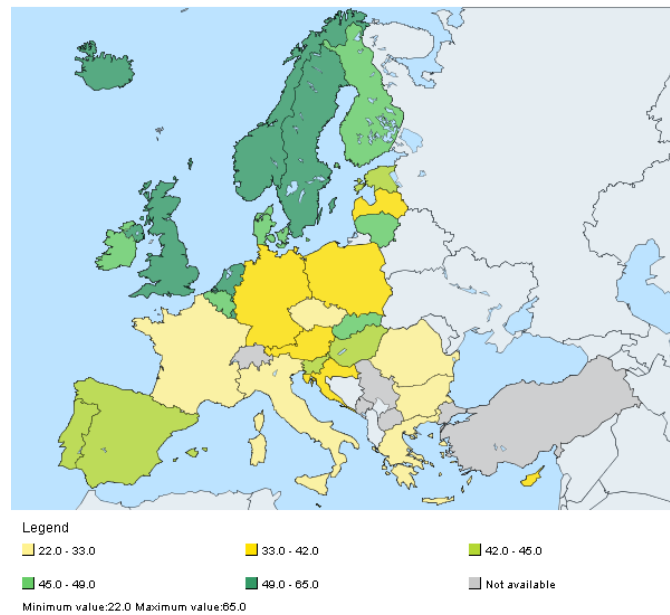 Legend
22.0 - 33.0 33.0 - 42.0 42.0 - 45.0
45.0 - 49.0 49.0 - 65.0 Not available
Minimum value:22.0 Maximum value:65.0